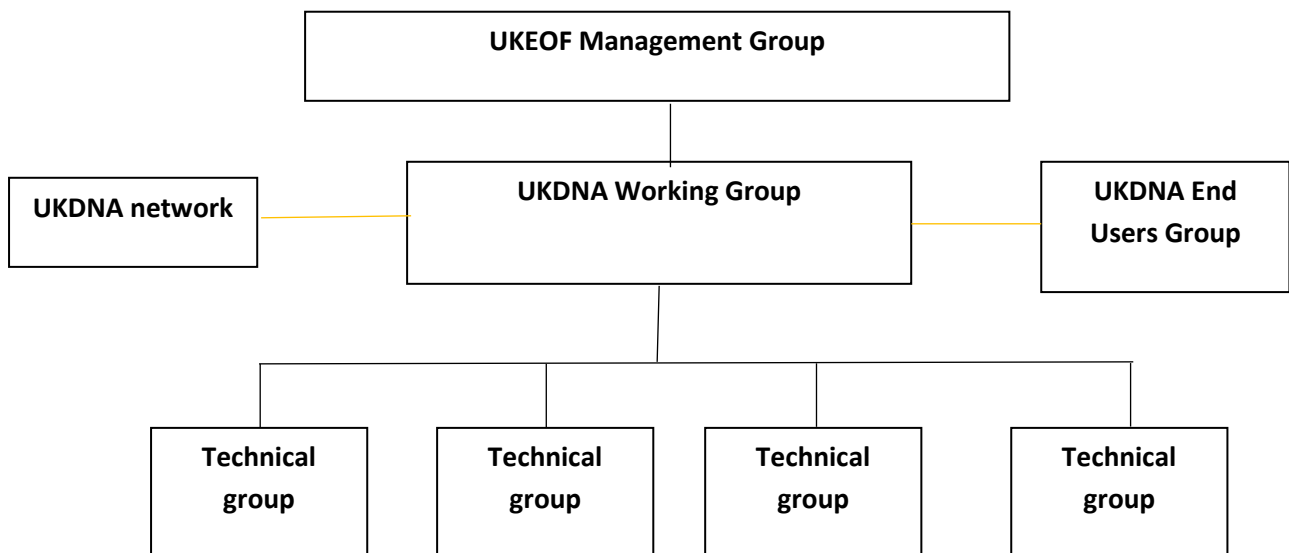 UKEOF Management Group
UKDNA network
UKDNA Working Group
UKDNA End
Users Group
Technical
group
Technical
group
Technical
group
Technical
group